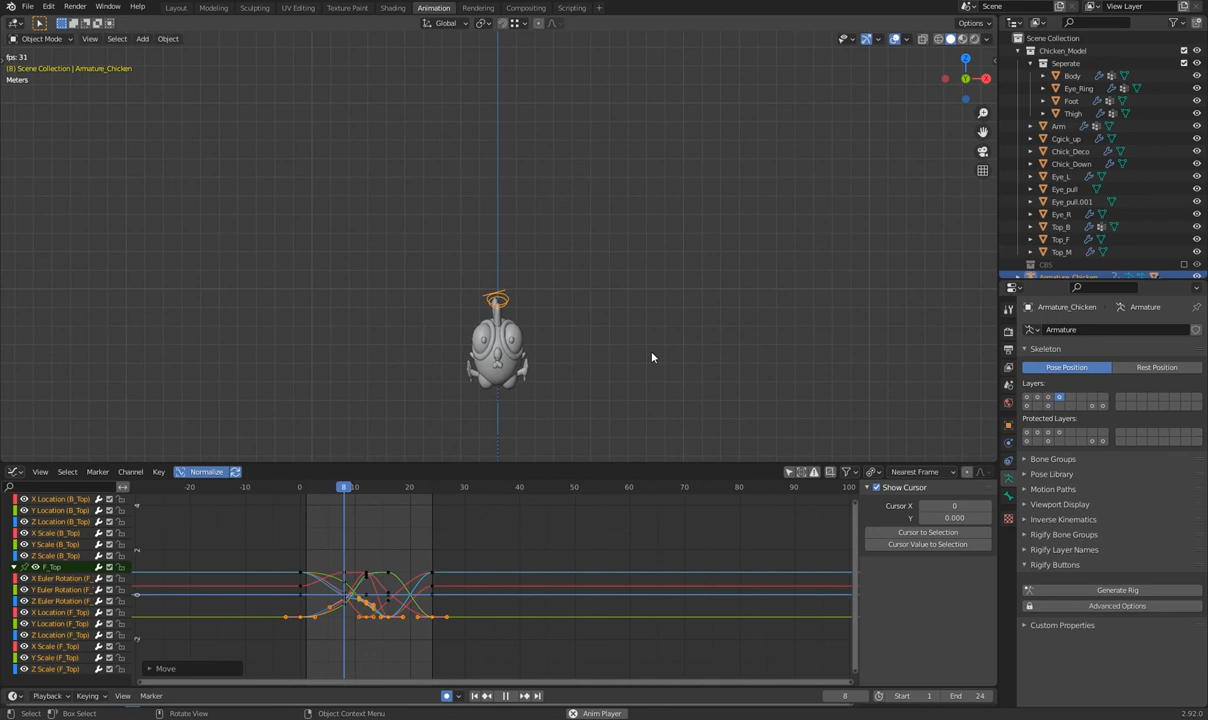 File Edit Render Window Help Layout Modeling Sculpting UV Editing Texture Paint Shading Animation Rendering Compositing Scripting + Scene View Layer
Global Options
Object Mode View Select Add Object
fps: 31
(8) Scene Collection | Armature_Chicken
Meters
Z
X
Y
Scene Collection
Chicken_Model
Seperate
Body
Eye_Ring
Foot
Thigh
Arm
Cgick_up
Chick_Deco
Chick_Down
Eye_L
Eye_pull
Eye_pull.001
Eye_R
Top_B
Top_F
Top_M
CBS
Armature_Chicken
Armature_Chicken Armature
Armature
Skeleton
Pose Position Rest Position
Layers:
Protected Layers:
Bone Groups
Pose Library
Motion Paths
Viewport Display
Inverse Kinematics
Rigify Bone Groups
Rigify Layer Names
Rigify Buttons
Generate Rig
Advanced Options
Custom Properties
View Select Marker Channel Key Normalize Nearest Frame
-20 -10 0 8 10 20 30 40 50 60 70 80 90 100
Show Cursor
Cursor X 0
Y 0.000
Cursor to Selection
Cursor Value to Selection
X Location (B_Top)
Y Location (B_Top)
Z Location (B_Top)
X Scale (B_Top)
Y Scale (B_Top)
Z Scale (B_Top)
F_Top
X Euler Rotation (F_
Y Euler Rotation (F_
Z Euler Rotation (F_
X Location (F_Top)
Y Location (F_Top)
Z Location (F_Top)
X Scale (F_Top)
Y Scale (F_Top)
Z Scale (F_Top)
Move
Playback Keying View Marker 8 Start 1 End 24
Select Box Select Rotate View Object Context Menu Anim Player 2.92.0